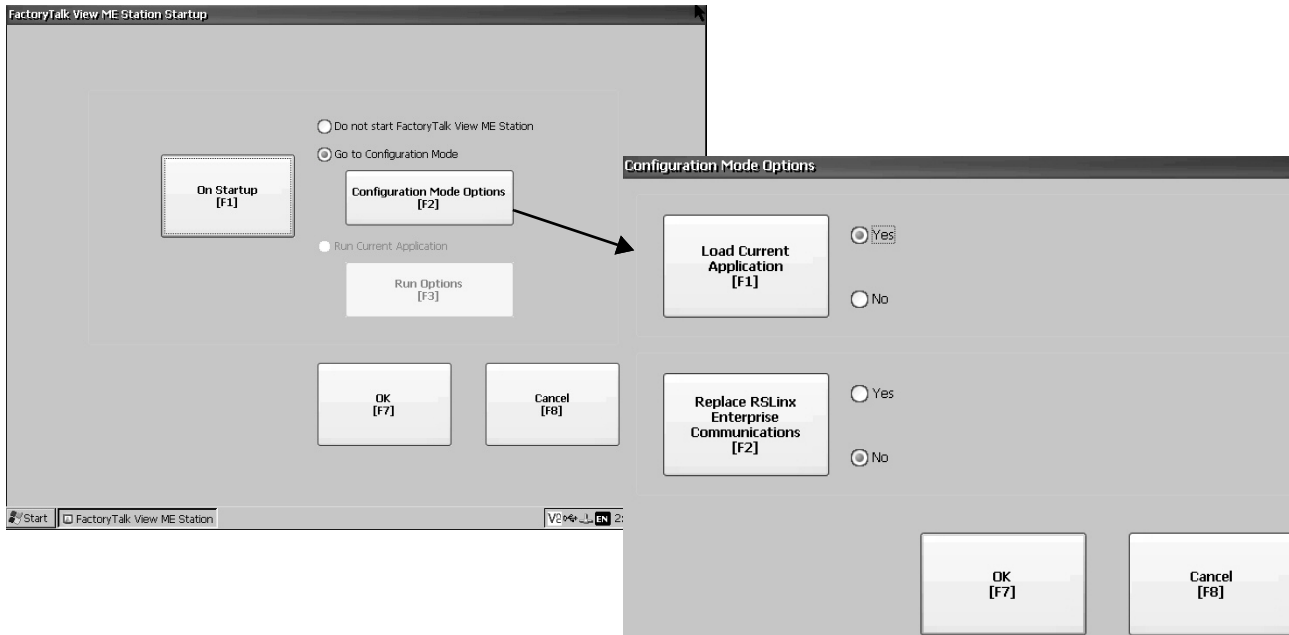 FactoryTalk View ME Station Startup
Do not start FactoryTalk View ME Station
Go to Configuration Mode
On Startup
[F1]
Configuration Mode Options
[F2]
Run Current Application
Run Options
[F3]
OK
[F7]
Cancel
[F8]
Start
FactoryTalk View ME Station
EN
2:
Configuration Mode Options
Load Current
Application
[F1]
Yes
No
Replace RSLinx
Enterprise
Communications
[F2]
Yes
No
OK
[F7]
Cancel
[F8]